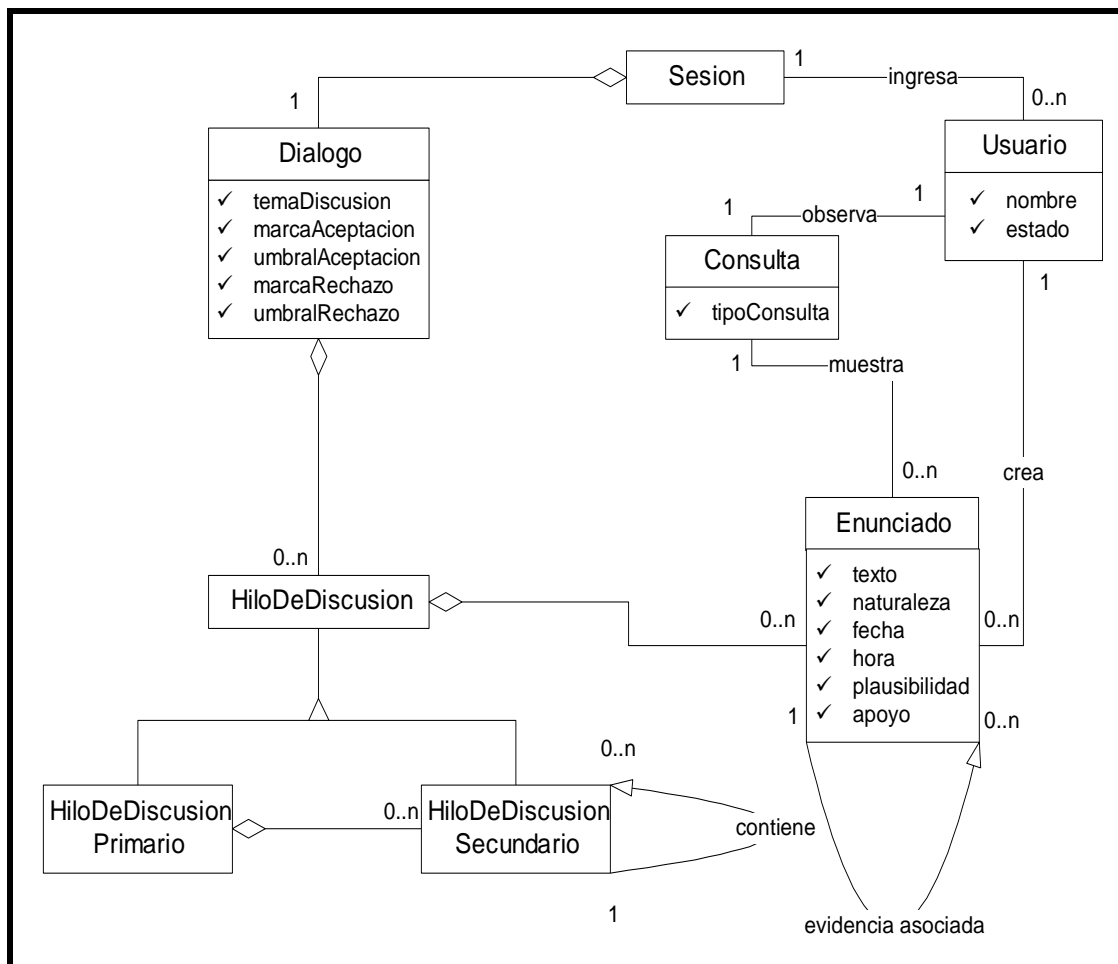 Sesion
1
ingresa
0..n
1
Dialogo
temaDiscusion
marcaAceptacion
umbralAceptacion
marcaRechazo
umbralRechazo
Usuario
nombre
estado
1
observa
1
Consulta
tipoConsulta
1
muestra
0..n
1
crea
0..n
Enunciado
texto
naturaleza
fecha
hora
plausibilidad
apoyo
0..n
HiloDeDiscusion
0..n
1
0..n
evidencia asociada
HiloDeDiscusion
Primario
0..n
HiloDeDiscusion
Secundario
0..n
contiene
1